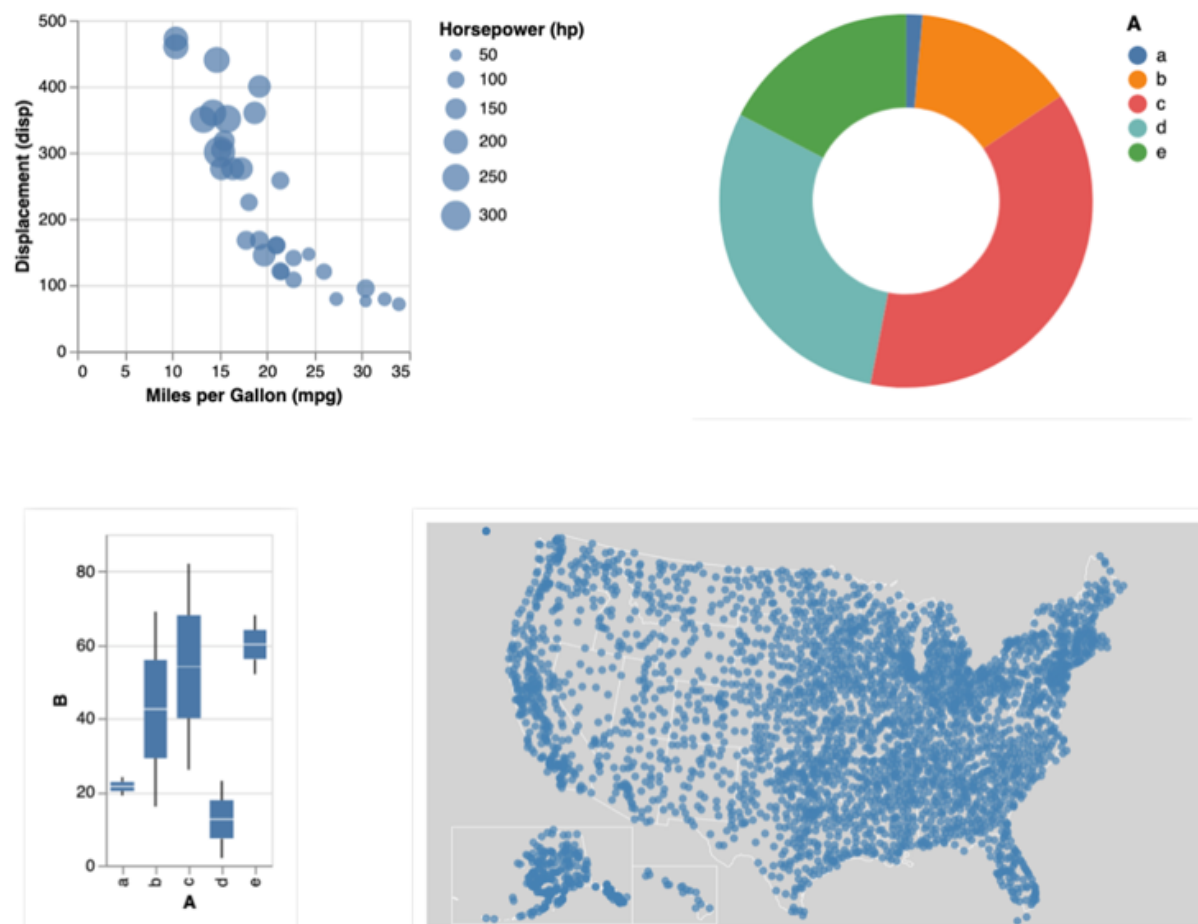 500
400
300
200
100
0
Displacement (disp)
0 5 10 15 20 25 30 35
Miles per Gallon (mpg)
Horsepower (hp)
50
100
150
200
250
300
A
a
b
c
d
e
80
60
40
20
0
B
a b c d e
A